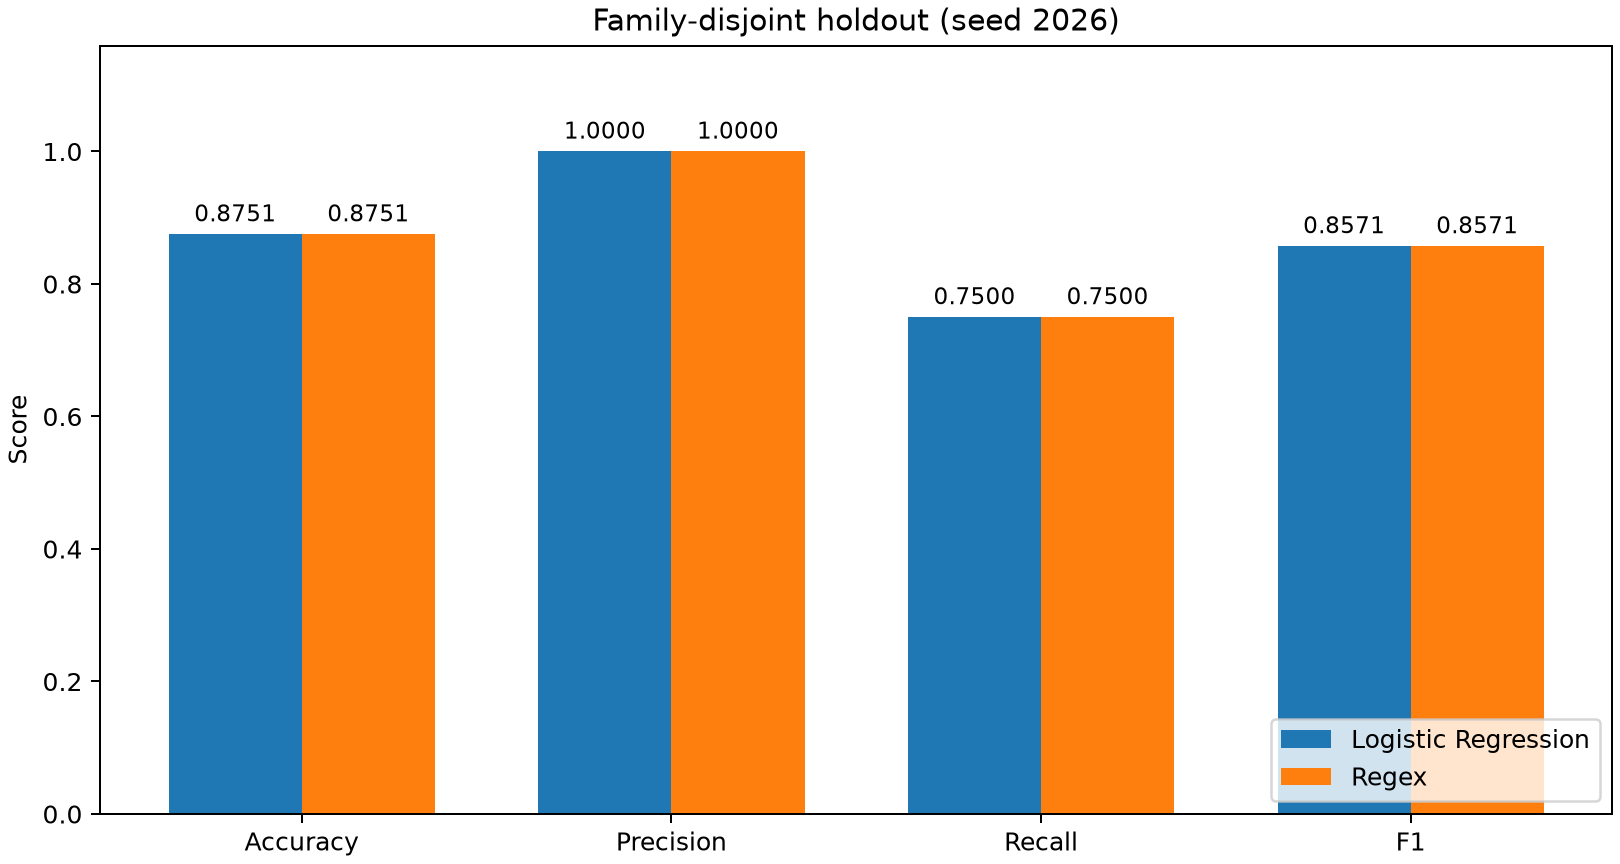 Family-disjoint holdout (seed 2026)
Score
1.0
0.8
0.6
0.4
0.2
0.0
0.8751 0.8751
1.0000 1.0000
0.7500 0.7500
0.8571 0.8571
Logistic Regression
Regex
Accuracy Precision Recall F1